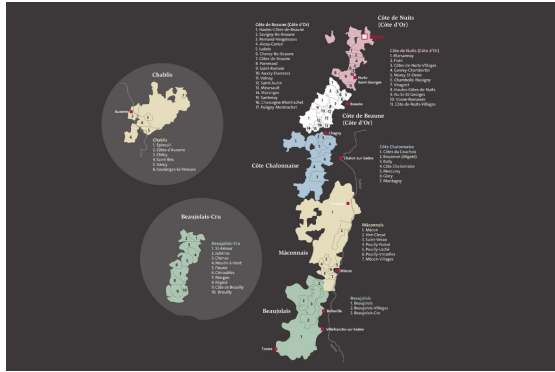 Côte de Beaune (Côte d'Or)
1. Hautes-Côtes-de-Beaune
2. Savigny-lès-Beaune
3. Pernand-Vergelesses
4. Aloxe-Corton
5. Ladoix
6. Chorey-lès-Beaune
7. Côtes de Beaune
8. Pommard
9. Saint-Romain
10. Auxey-Duresses
11. Volnay
12. Saint-Aubin
13. Meursault
14. Maranges
15. Santenay
16. Chassagne-Montrachet
17. Puligny-Montrachet
Côte de Nuits
(Côte d'Or)
Côte de Nuits (Côte d'Or)
1. Marsannay
2. Fixin
3. Côtes-de-Nuits-Villages
4. Gevrey-Chambertin
5. Morey-St-Denis
6. Chambolle-Musigny
7. Vougeot
8. Hautes-Côtes-de-Nuits
9. Nuits-St-Georges
10. Vosne-Romanée
11. Côte de Nuits-Villages
Nuits
Saint-Georges
Beaune
Côte de Beaune
(Côte d'Or)
Chablis
Auxerre
Chablis
1. Épineuil
2. Côtes d'Auxerre
3. Chitry
4. Saint-Bris
5. Irancy
6. Coulanges-la-Vineuse
Chagny
Côte Chalonnaise
Chalon-sur-Saône
Côte Chalonnaise
1. Côtes du Couchois
2. Bouzeron (Aligoté)
3. Rully
4. Côte Chalonnaise
5. Mercurey
6. Givry
7. Montagny
Beaujolais-Cru
Beaujolais-Cru
1. St-Amour
2. Juliénas
3. Chénas
4. Moulin-à-Vent
5. Fleurie
6. Chiroubles
7. Morgon
8. Régnié
9. Côte de Brouilly
10. Brouilly
Mâconnais
Mâcon
Mâconnais
1. Mâcon
2. Viré-Clessé
3. Saint-Véran
4. Pouilly-Fuissé
5. Pouilly-Loché
6. Pouilly-Vinzelles
7. Mâcon-Villages
Beaujolais
Belleville
Villefranche-sur-Saône
Tarare
Beaujolais
1. Beaujolais
2. Beaujolais-Villages
3. Beaujolais-Cru